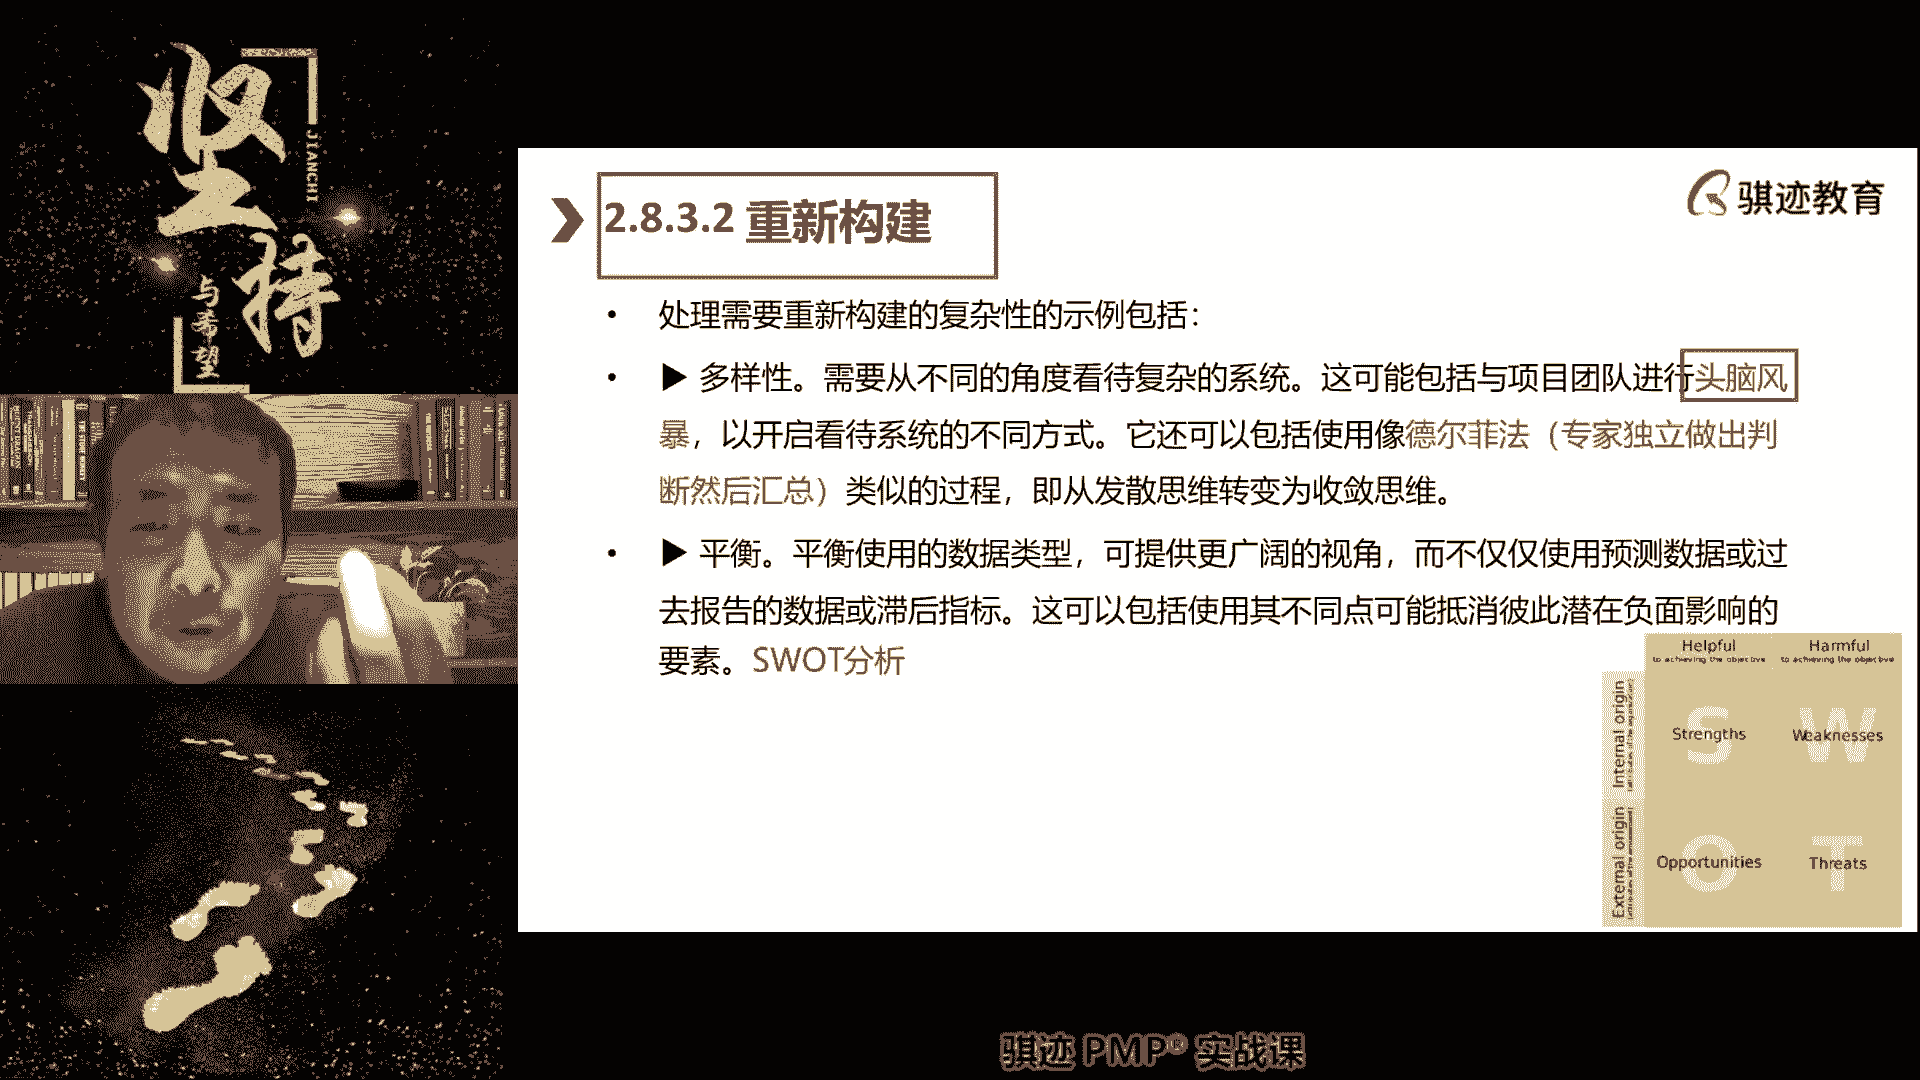 坚持
JIANCHI
与希望
2.8.3.2 重新构建
骐迹教育
• 处理需要重新构建的复杂性的示例包括：
• ▶ 多样性。需要从不同的角度看待复杂的系统。这可能包括与项目团队进行头脑风
暴，以开启看待系统的不同方式。它还可以包括使用像德尔菲法（专家独立做出判
断然后汇总）类似的过程，即从发散思维转变为收敛思维。
• ▶ 平衡。平衡使用的数据类型，可提供更广阔的视角，而不仅仅使用预测数据或过
去报告的数据或滞后指标。这可以包括使用其不同点可能抵消彼此潜在负面影响的
要素。SWOT分析
Helpful
to achieving the objective
Harmful
to achieving the objective
Internal origin
S
Strengths
W
Weaknesses
External origin
O
Opportunities
T
Threats
骐迹 PMP® 实战课